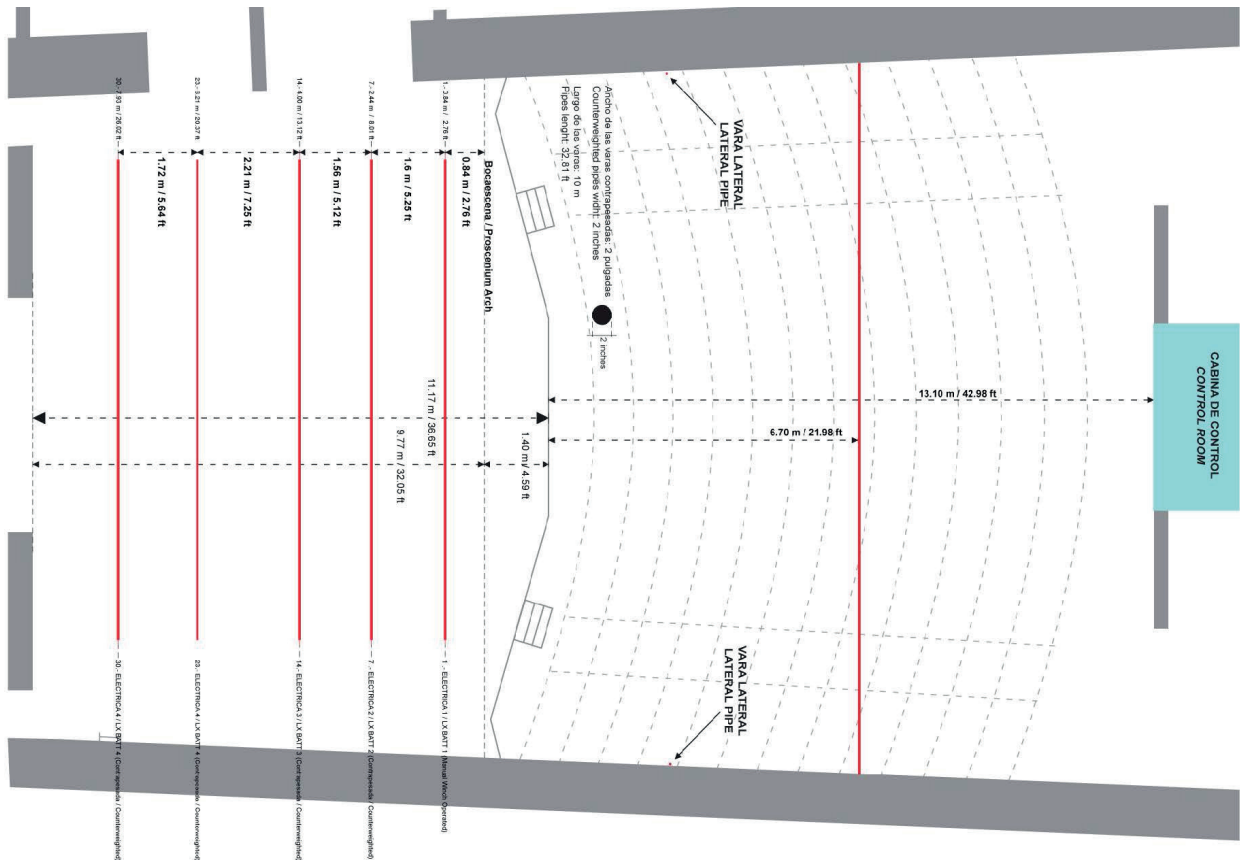 30.-7.93 m / 26.02 ft
23.-6.21 m / 20.37 ft
14.-4.00 m / 13.12 ft
7.-2.44 m / 8.01 ft
1.-3.84 m / 2.76 ft
1.72 m / 5.64 ft
2.21 m / 7.25 ft
1.56 m / 5.12 ft
1.6 m / 5.25 ft
0.84 m / 2.76 ft
Bocaescena / Proscenium Arch
Ancho de las varas contrapesadas: 2 pulgadas
Counterweighted pipes widht: 2 inches
Largo de las varas: 10 m
Pipes lenght: 32.81 ft
2 inches
VARA LATERAL
LATERAL PIPE
CABINA DE CONTROL
CONTROL ROOM
13.10 m / 42.98 ft
6.70 m / 21.98 ft
11.17 m / 36.65 ft
9.77 m / 32.05 ft
1.40 m / 4.59 ft
VARA LATERAL
LATERAL PIPE
30.- ELECTRICA 4 / LX BATT 4 (Contrapesada / Counterweighted)
23.- ELECTRICA 4 / LX BATT 4 (Contrapesada / Counterweighted)
14.- ELECTRICA 3 / LX BATT 3 (Contrapesada / Counterweighted)
7.- ELECTRICA 2 / LX BATT 2 (Contrapesada / Counterweighted)
1.- ELECTRICA 1 / LX BATT 1 (Manual Winch Operated)